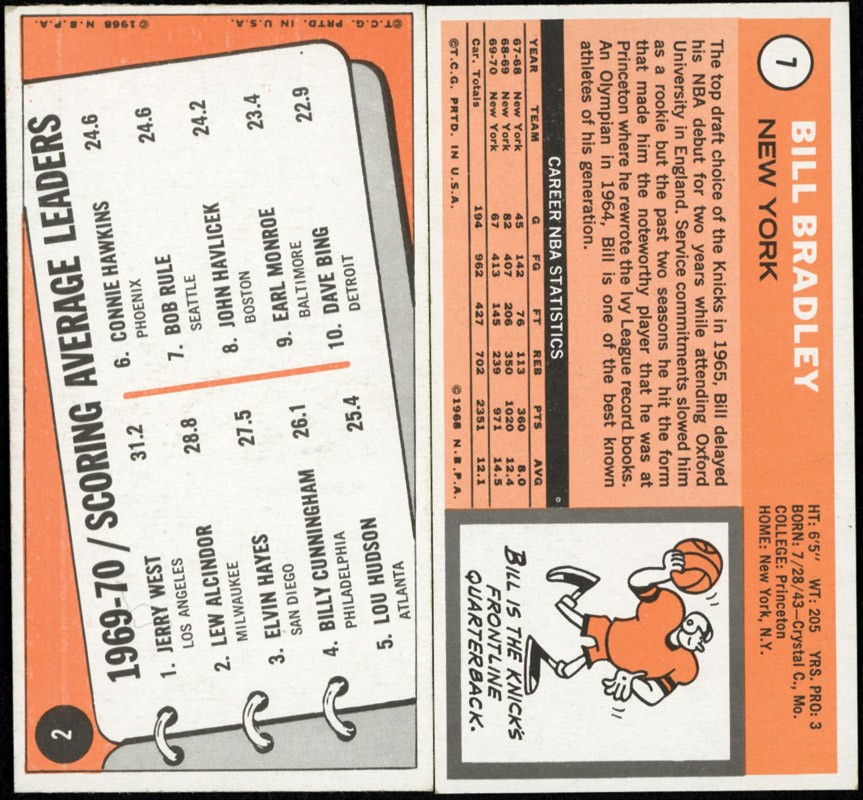 1969-70 / SCORING AVERAGE LEADERS
1. JERRY WEST 31.2
LOS ANGELES
2. LEW ALCINDOR 28.8
MILWAUKEE
3. ELVIN HAYES 27.5
SAN DIEGO
4. BILLY CUNNINGHAM 26.1
PHILADELPHIA
5. LOU HUDSON 25.4
ATLANTA
6. CONNIE HAWKINS 24.6
PHOENIX
7. BOB RULE 24.6
SEATTLE
8. JOHN HAVLICEK 24.2
BOSTON
9. EARL MONROE 23.4
BALTIMORE
10. DAVE BING 22.9
DETROIT
2
©T.C.G. PRTD. IN U.S.A. ©1968 N.B.P.A.
7
BILL BRADLEY
NEW YORK
HT: 6'5" WT: 205 YRS. PRO: 3
BORN: 7/28/43—Crystal C., Mo.
COLLEGE: Princeton
HOME: New York, N.Y.
The top draft choice of the Knicks in 1965, Bill delayed
his NBA debut for two years while attending Oxford
University in England. Service commitments slowed him
as a rookie but the past two seasons he hit the form
that made him the noteworthy player that he was at
Princeton where he rewrote the Ivy League record books.
An Olympian in 1964, Bill is one of the best known
athletes of his generation.
CAREER NBA STATISTICS
YEAR TEAM G FG FT REB PTS AVG
67-68 New York 45 142 76 113 360 8.0
68-69 New York 82 407 206 350 1020 12.4
69-70 New York 67 413 145 239 971 14.5
Car. Totals 194 962 427 702 2351 12.1
©T.C.G. PRTD. IN U.S.A. ©1968 N.B.P.A.
BILL IS THE KNICK'S
FRONTLINE
QUARTERBACK.